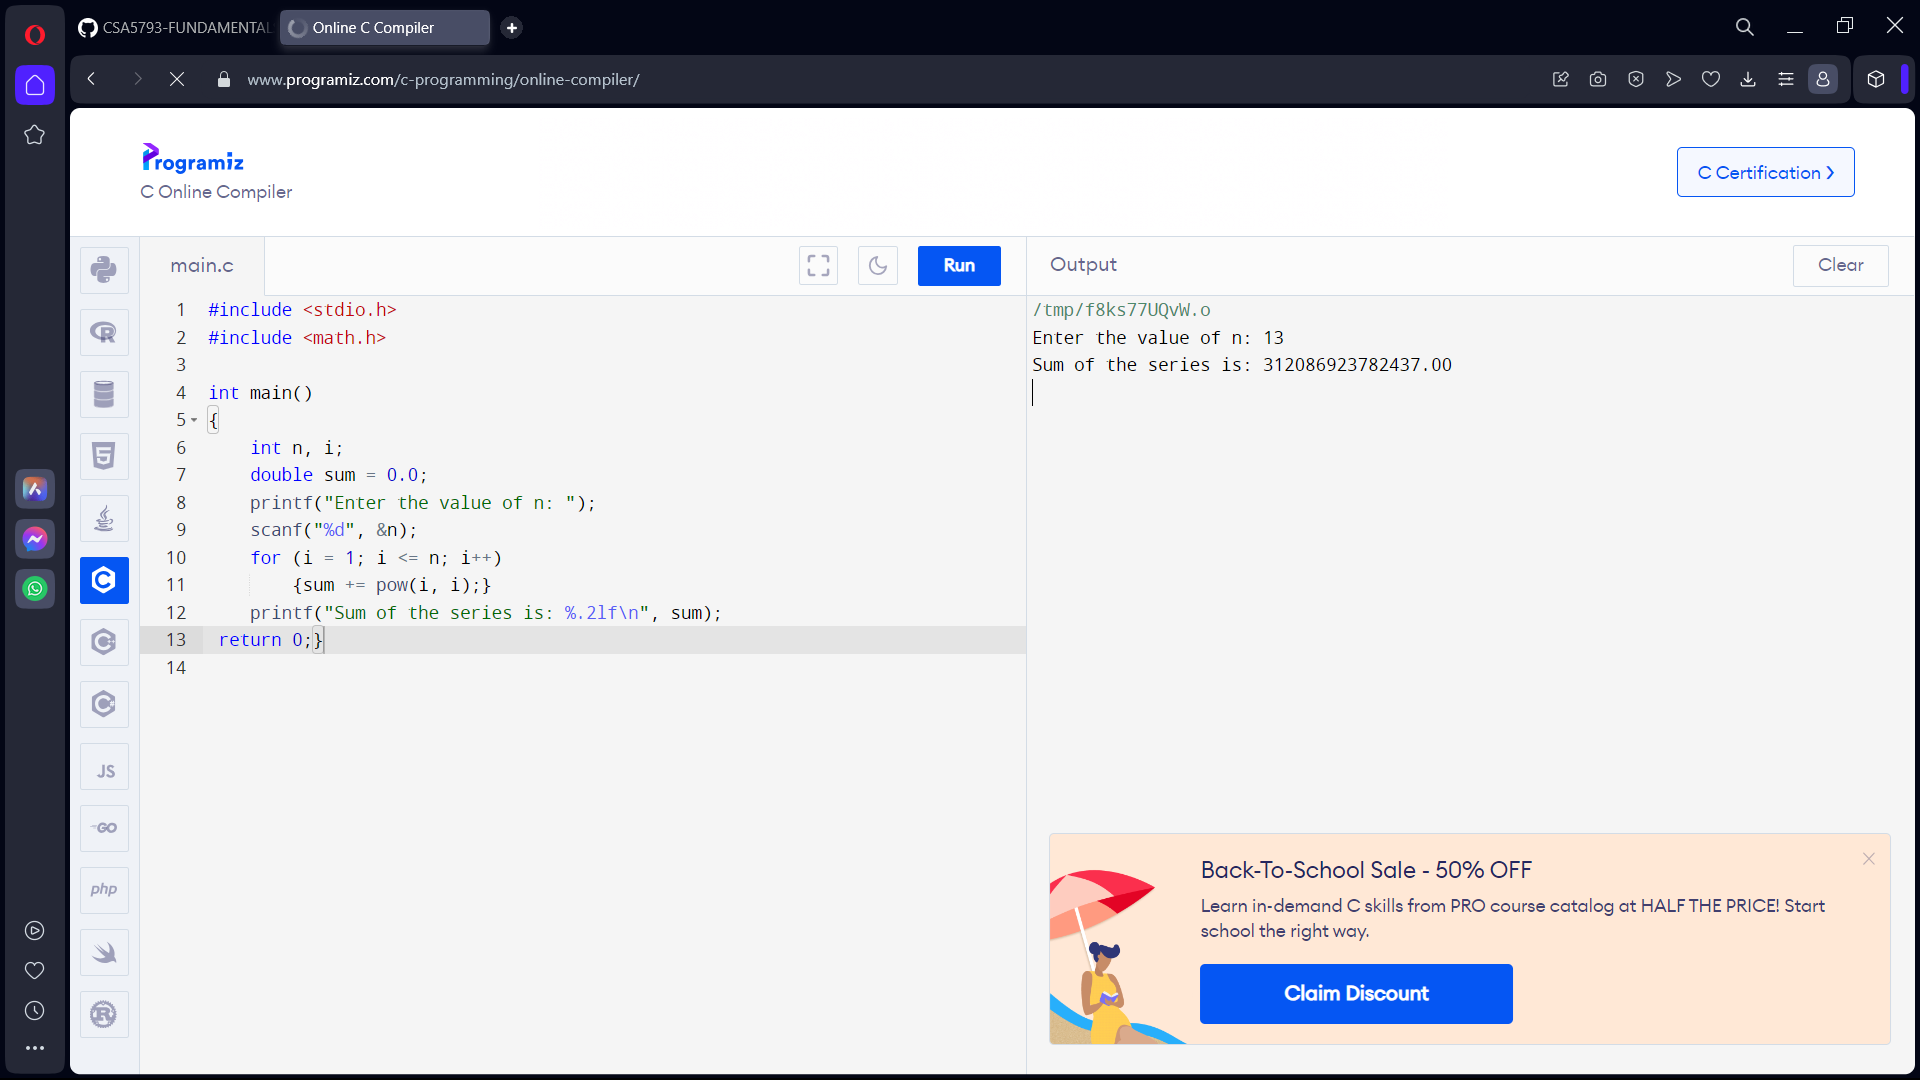 CSA5793-FUNDAMENTAL
Online C Compiler
www.programiz.com/c-programming/online-compiler/
Programiz
C Online Compiler
C Certification
main.c
Run
Output
Clear
1 #include <stdio.h>
2 #include <math.h>
3
4 int main()
5 {
6 int n, i;
7 double sum = 0.0;
8 printf("Enter the value of n: ");
9 scanf("%d", &n);
10 for (i = 1; i <= n; i++)
11 {sum += pow(i, i);}
12 printf("Sum of the series is: %.2lf\n", sum);
13 return 0;}
14
/tmp/f8ks77UQvW.o
Enter the value of n: 13
Sum of the series is: 312086923782437.00
JS
GO
php
Back-To-School Sale - 50% OFF
Learn in-demand C skills from PRO course catalog at HALF THE PRICE! Start
school the right way.
Claim Discount